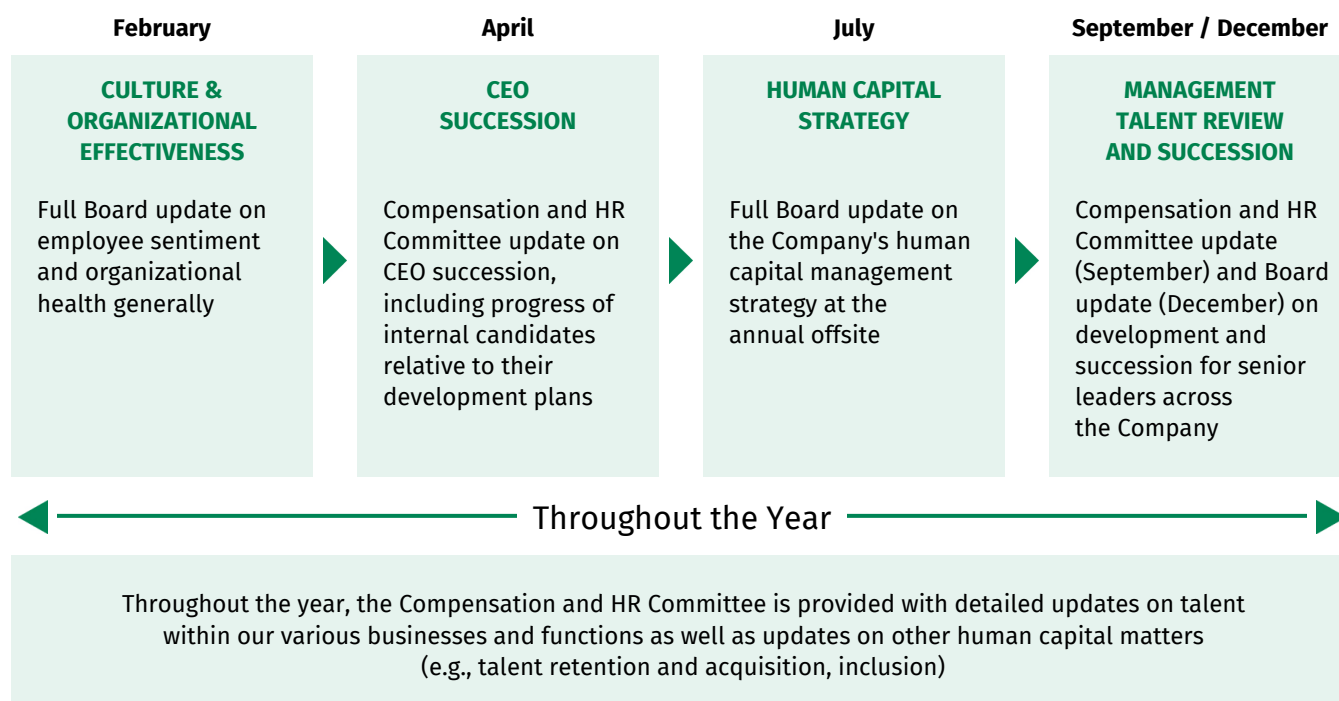 February
CULTURE &
ORGANIZATIONAL
EFFECTIVENESS
Full Board update on
employee sentiment
and organizational
health generally
April
CEO
SUCCESSION
Compensation and HR
Committee update on
CEO succession,
including progress of
internal candidates
relative to their
development plans
July
HUMAN CAPITAL
STRATEGY
Full Board update on
the Company's human
capital management
strategy at the
annual offsite
September / December
MANAGEMENT
TALENT REVIEW
AND SUCCESSION
Compensation and HR
Committee update
(September) and Board
update (December) on
development and
succession for senior
leaders across
the Company
Throughout the Year
Throughout the year, the Compensation and HR Committee is provided with detailed updates on talent
within our various businesses and functions as well as updates on other human capital matters
(e.g., talent retention and acquisition, inclusion)